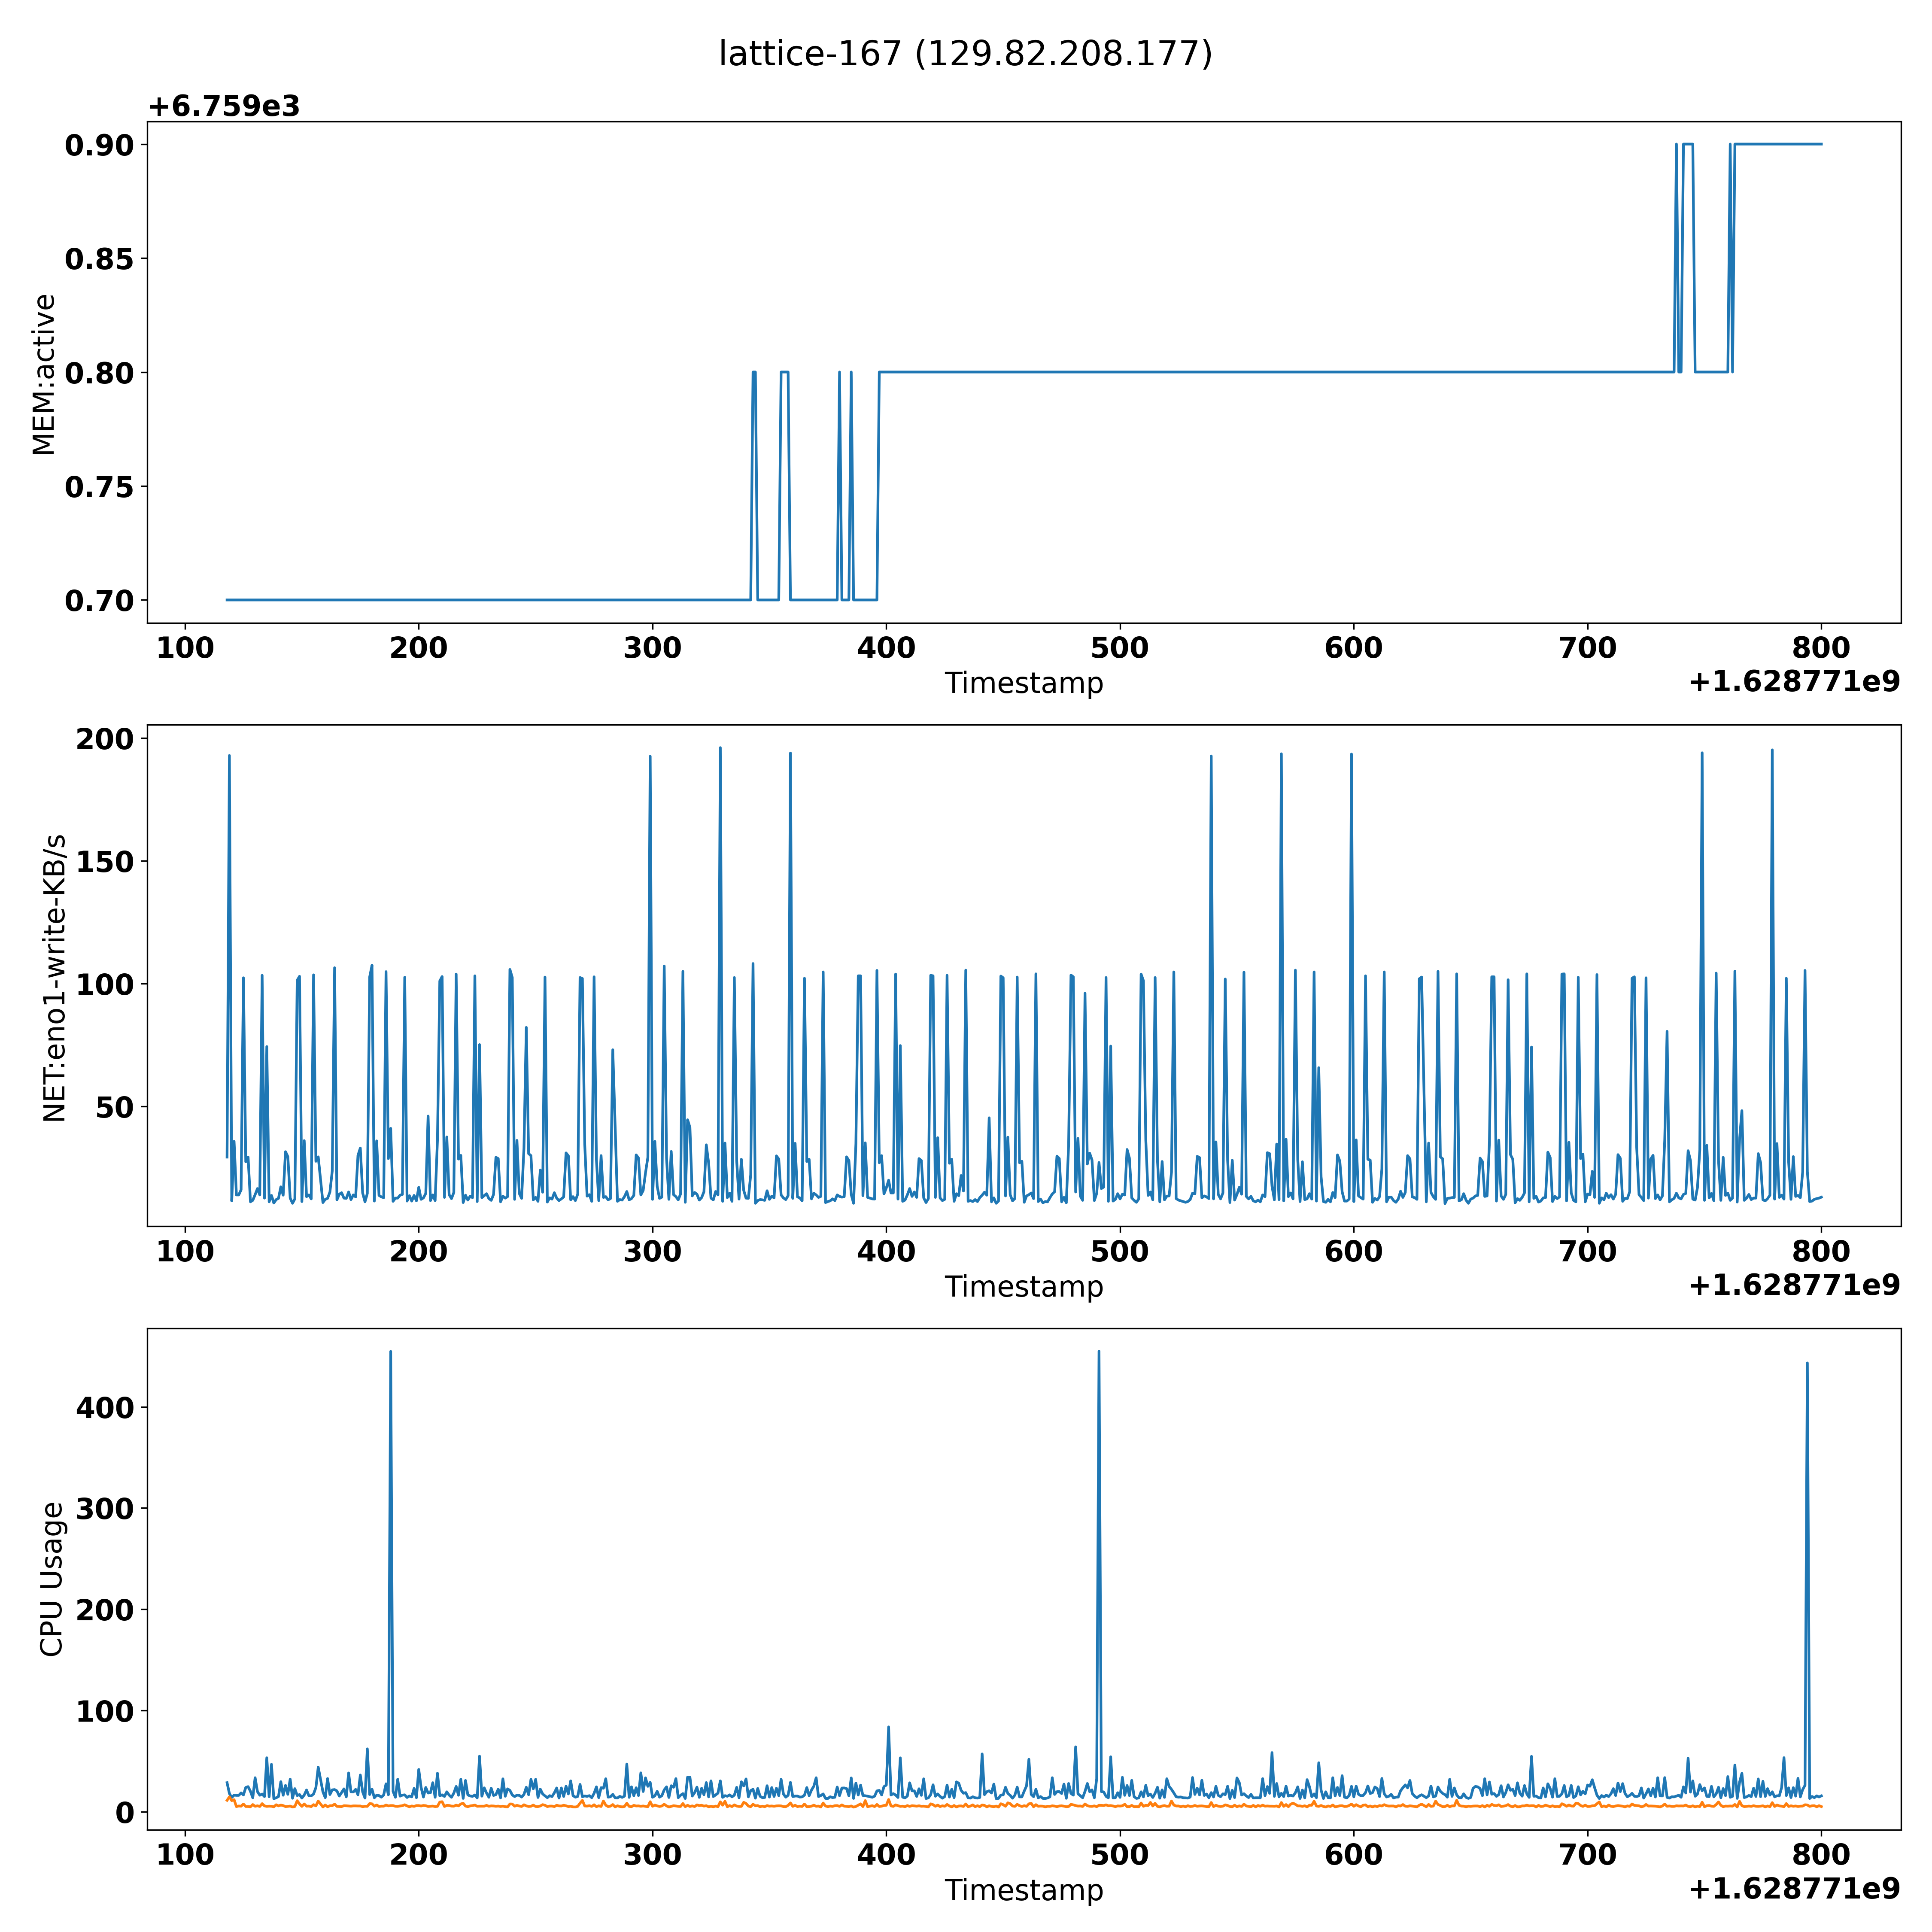 lattice-167 (129.82.208.177)
+6.759e3
0.90
0.85
0.80
0.75
0.70
MEM:active
100 200 300 400 500 600 700 800
Timestamp
+1.628771e9
200
150
100
50
NET:eno1-write-KB/s
100 200 300 400 500 600 700 800
Timestamp
+1.628771e9
400
300
200
100
0
CPU Usage
100 200 300 400 500 600 700 800
Timestamp
+1.628771e9